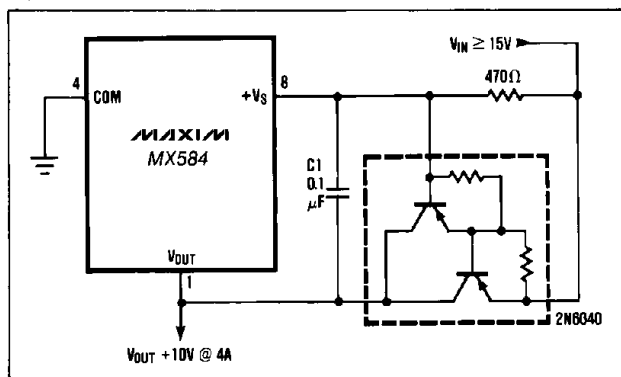 VIN ≥ 15V
470Ω
4
COM
8
+VS
MAXIM
MX584
C1
0.1
μF
VOUT
1
2N6040
VOUT +10V @ 4A